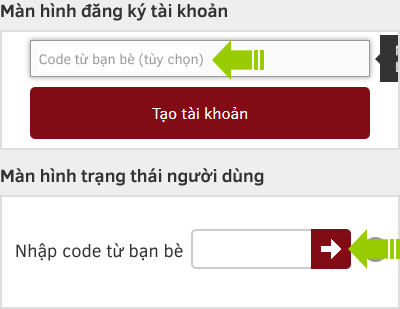 Màn hình đăng ký tài khoản
Code từ bạn bè (tùy chọn)
Tạo tài khoản
Màn hình trạng thái người dùng
Nhập code từ bạn bè